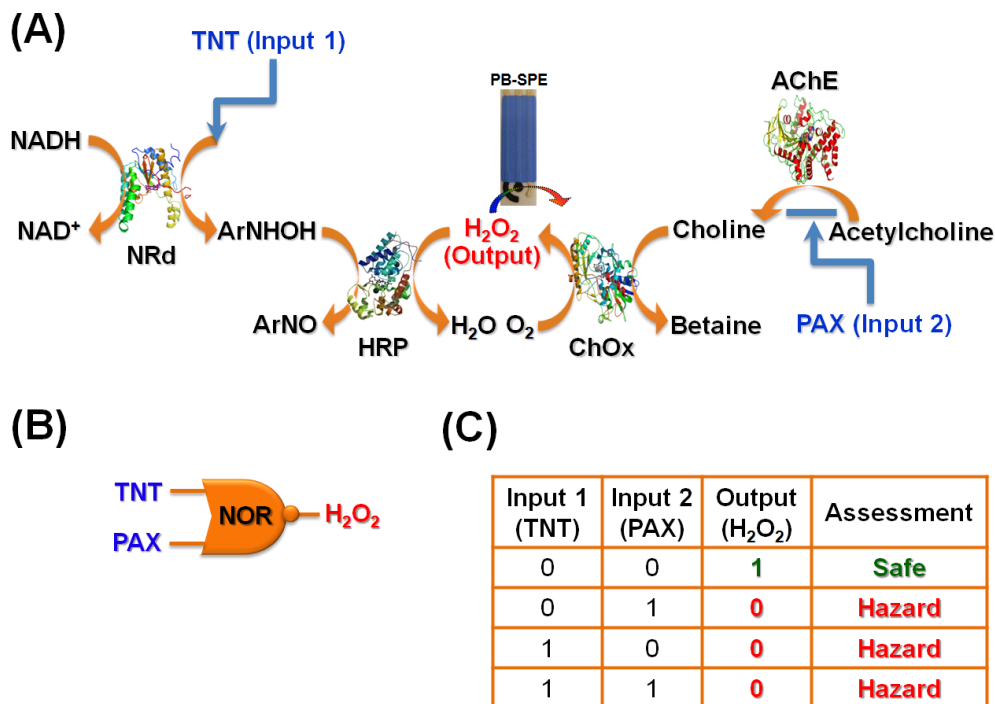 (A)
TNT (Input 1)
PB-SPE
AChE
NADH
NAD⁺
NRd
ArNHOH
H₂O₂
(Output)
Choline
Acetylcholine
ArNO
HRP
H₂O O₂
ChOx
Betaine
PAX (Input 2)
(B)
TNT
PAX
NOR
H₂O₂
(C)
Input 1 (TNT) Input 2 (PAX) Output (H₂O₂) Assessment
0 0 1 Safe
0 1 0 Hazard
1 0 0 Hazard
1 1 0 Hazard